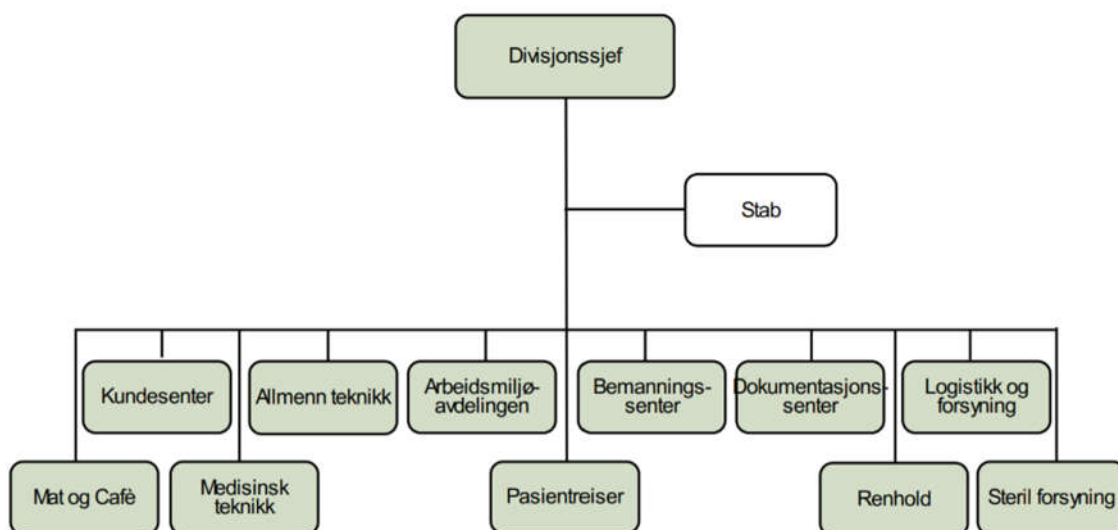 Divisjonssjef
Stab
Kundesenter
Allmenn teknikk
Arbeidsmiljø-
avdelingen
Bemannings-
senter
Dokumentasjons-
senter
Logistikk og
forsyning
Mat og Cafè
Medisinsk
teknikk
Pasientreiser
Renhold
Steril forsyning